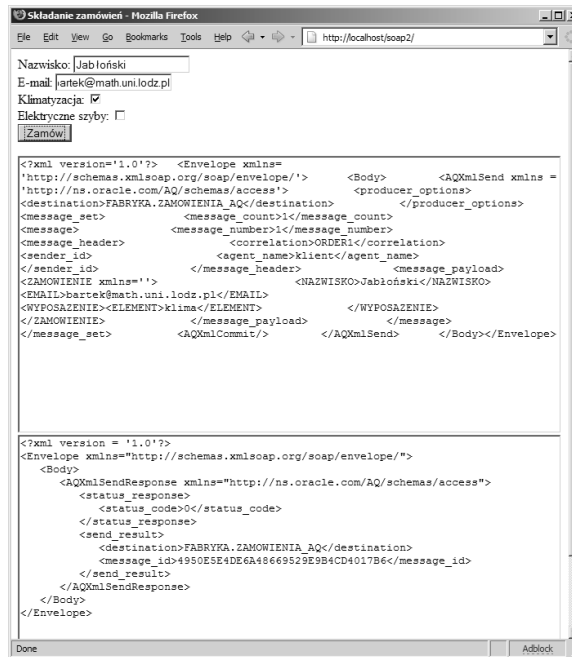 Składanie zamówień - Mozilla Firefox
File Edit View Go Bookmarks Tools Help http://localhost/soap2/
Nazwisko: Jabłoński
E-mail: bartek@math.uni.lodz.pl
Klimatyzacja:
Elektryczne szyby:
Zamów
<?xml version='1.0'?> <Envelope xmlns=
'http://schemas.xmlsoap.org/soap/envelope/'> <Body> <AQXmlSend xmlns =
'http://ns.oracle.com/AQ/schemas/access'> <producer_options>
<destination>FABRYKA.ZAMOWIENIA_AQ</destination> </producer_options>
<message_set> <message_count>1</message_count>
<message> <message_number>1</message_number>
<message_header> <correlation>ORDER1</correlation>
<sender_id> <agent_name>klient</agent_name>
</sender_id> </message_header> <message_payload>
<ZAMOWIENIE xmlns=''> <NAZWISKO>Jabłoński</NAZWISKO>
<EMAIL>bartek@math.uni.lodz.pl</EMAIL>
<WYPOSAZENIE><ELEMENT>klima</ELEMENT> </WYPOSAZENIE>
</ZAMOWIENIE> </message_payload> </message>
</message_set> <AQXmlCommit/> </AQXmlSend> </Body></Envelope>
<?xml version = '1.0'?>
<Envelope xmlns="http://schemas.xmlsoap.org/soap/envelope/">
<Body>
<AQXmlSendResponse xmlns="http://ns.oracle.com/AQ/schemas/access">
<status_response>
<status_code>0</status_code>
</status_response>
<send_result>
<destination>FABRYKA.ZAMOWIENIA_AQ</destination>
<message_id>4950E5E4DE6A48669529E9B4CD4017B6</message_id>
</send_result>
</AQXmlSendResponse>
</Body>
</Envelope>
Done Adblock